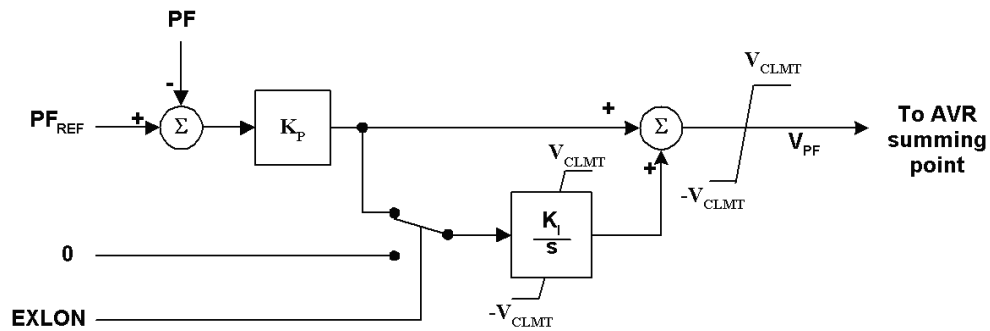 PF
-
PF_REF
+
Σ
K_P
+
Σ
+
V_CLMT
-V_CLMT
V_PF
To AVR
summing
point
V_CLMT
K_I
s
-V_CLMT
0
EXLON